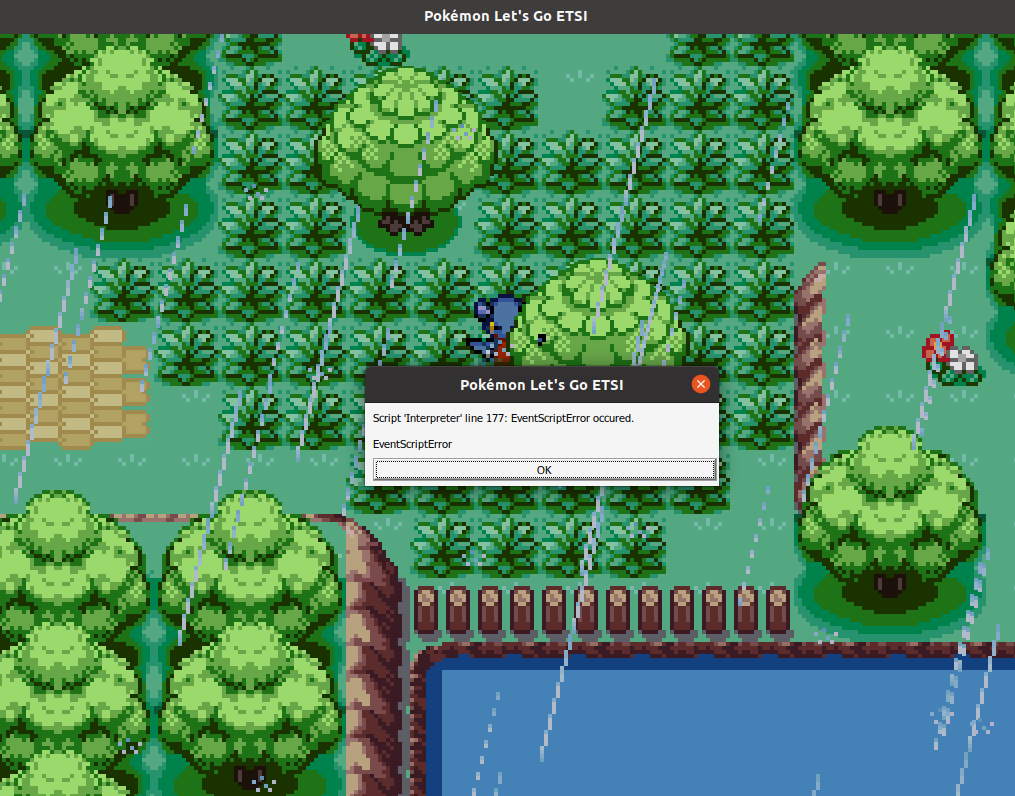 Pokémon Let's Go ETSI
Pokémon Let's Go ETSI
Script 'Interpreter' line 177: EventScriptError occured.
EventScriptError
OK